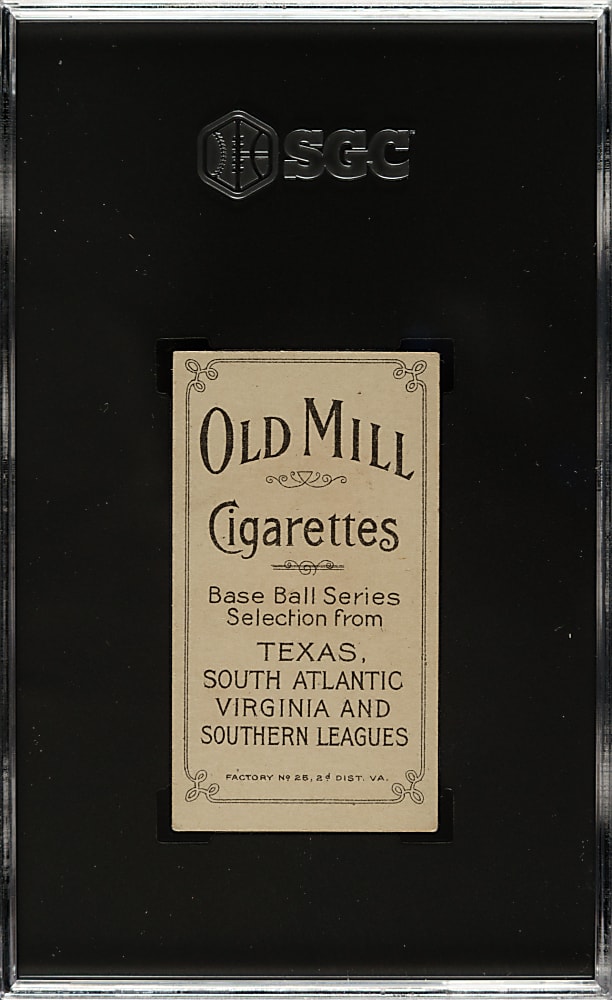 SGC
OLD MILL
Cigarettes
Base Ball Series
Selection from
TEXAS,
SOUTH ATLANTIC
VIRGINIA AND
SOUTHERN LEAGUES
FACTORY Nº 25, 2d DIST. VA.